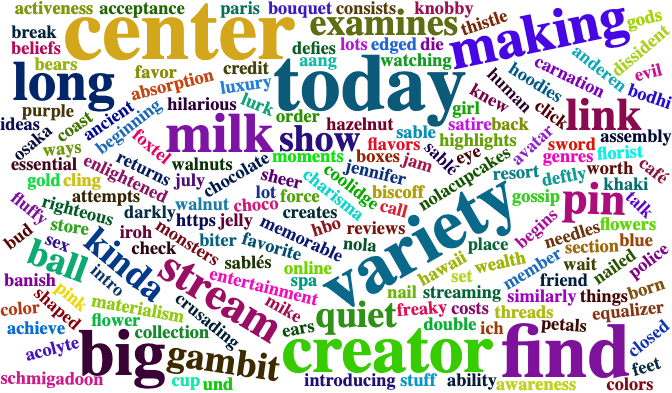 activeness acceptance paris bouquet consists knobby
break center examines defies lots edged die making thistle gods
beliefs aang watching dissident
bears favor absorption credit luxury anderen evil
long today knew human hoodies carnation bodhi
purple ancient beginning hilarious lurk order girl click link
ideas osaka coast foxtel milk show hazelnut sable satire back avatar sword assembly
ways flavors sablé eye highlights genres florist café
essential enlightened returns walnuts chocolate moments boxes jam nolacupcakes resort deftly worth
gold cling july sheer charisma coolidge jennifer biscoff gossip pin khaki talk
fluffy righteous attempts darkly walnut choco lot force call variety
store https jelly creates hbo reviews begins needles flowers
bud sex kinda iroh monsters biter favorite memorable nola place section blue
ball check sablés online hawaii member wait nailed police
banish intro stream entertainment spa set wealth friend born
pink nail streaming similarly things
color shaped materialism crusading mike quiet freaky costs threads equalizer
achieve flower collection ears double ich petals closed
acolyte big gambit creator find feet
schmigadoon cup und introducing stuff ability awareness colors